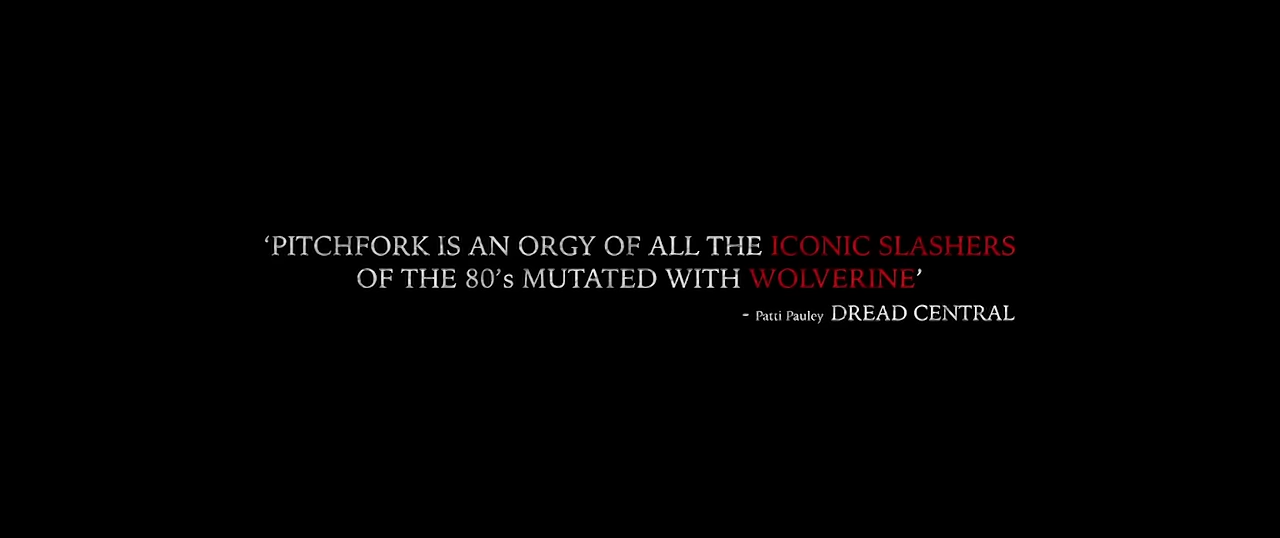 ‘PITCHFORK IS AN ORGY OF ALL THE ICONIC SLASHERS
OF THE 80’s MUTATED WITH WOLVERINE’
- Patti Pauley DREAD CENTRAL